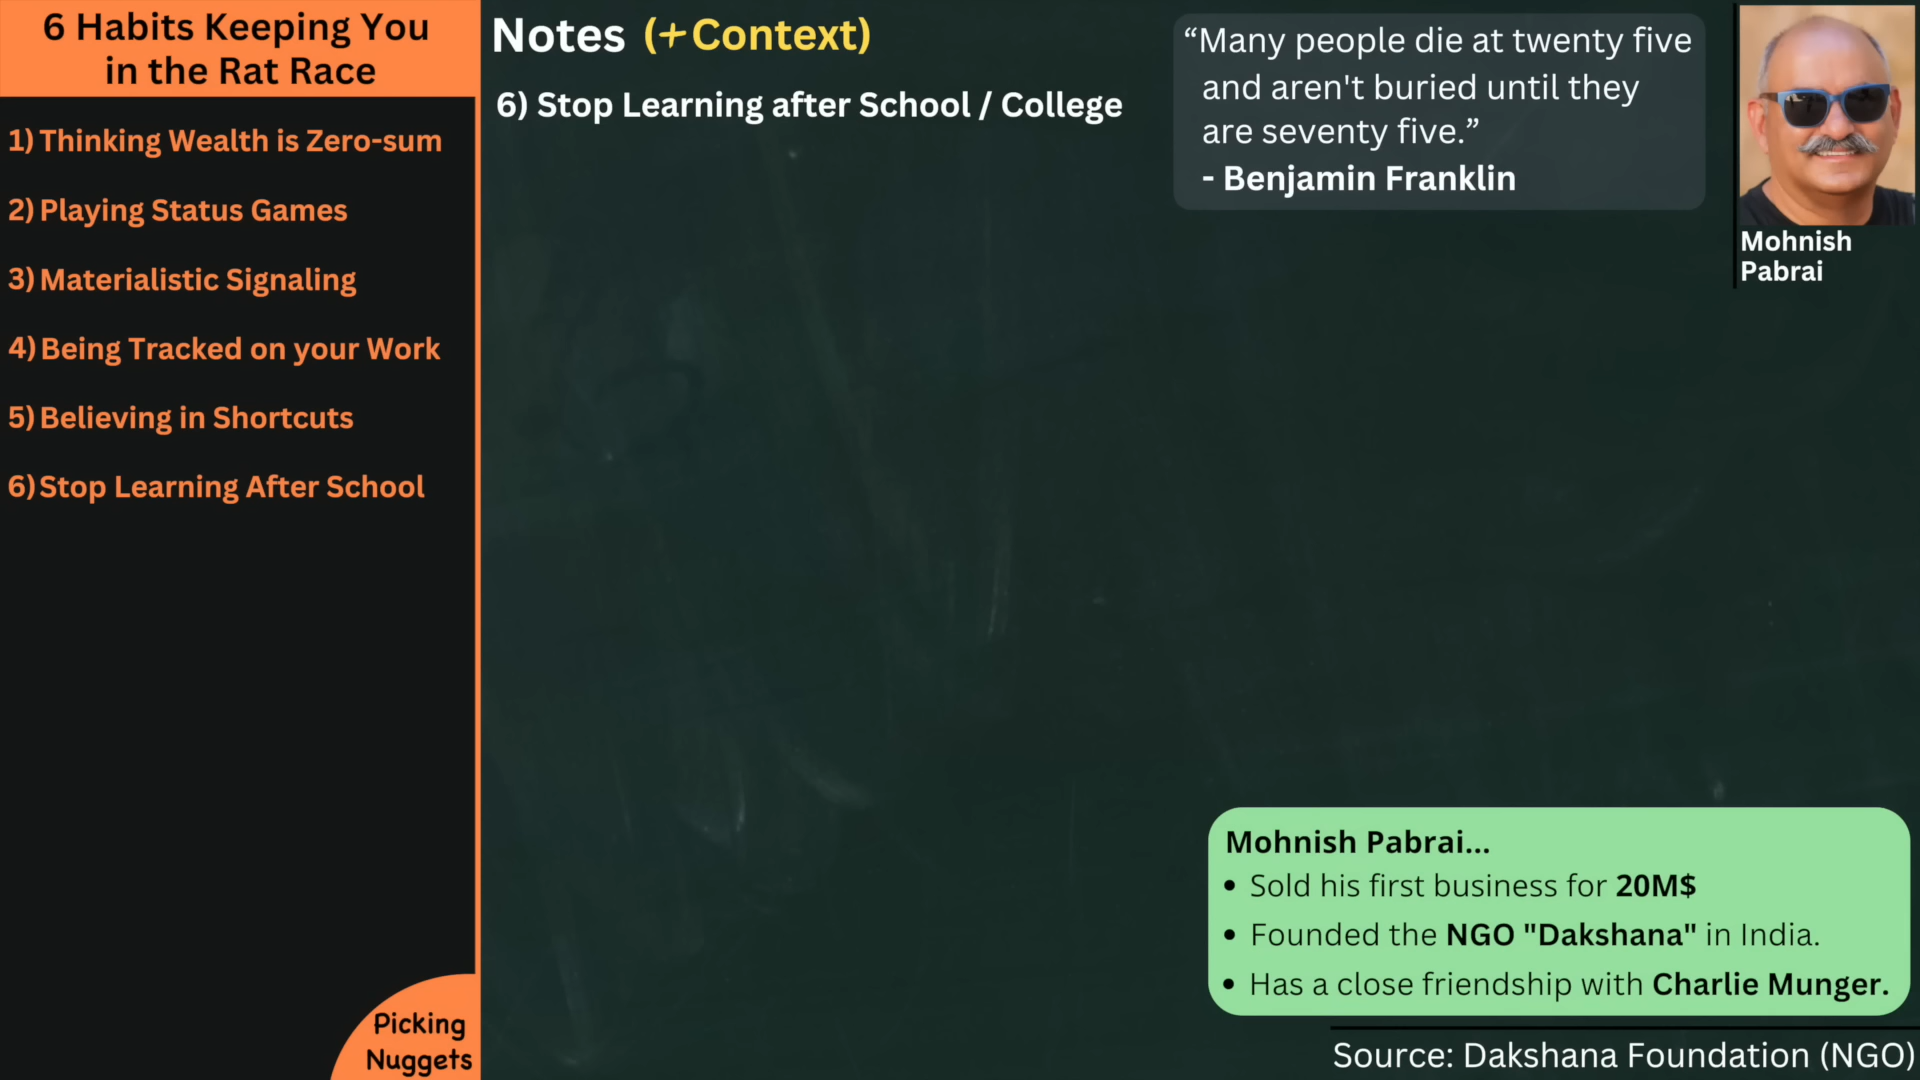 6 Habits Keeping You
in the Rat Race
1) Thinking Wealth is Zero-sum
2) Playing Status Games
3) Materialistic Signaling
4) Being Tracked on your Work
5) Believing in Shortcuts
6) Stop Learning After School
Picking
Nuggets
Notes (+Context)
6) Stop Learning after School / College
“Many people die at twenty five
and aren't buried until they
are seventy five.”
- Benjamin Franklin
Mohnish
Pabrai
Mohnish Pabrai...
• Sold his first business for 20M$
• Founded the NGO "Dakshana" in India.
• Has a close friendship with Charlie Munger.
Source: Dakshana Foundation (NGO)